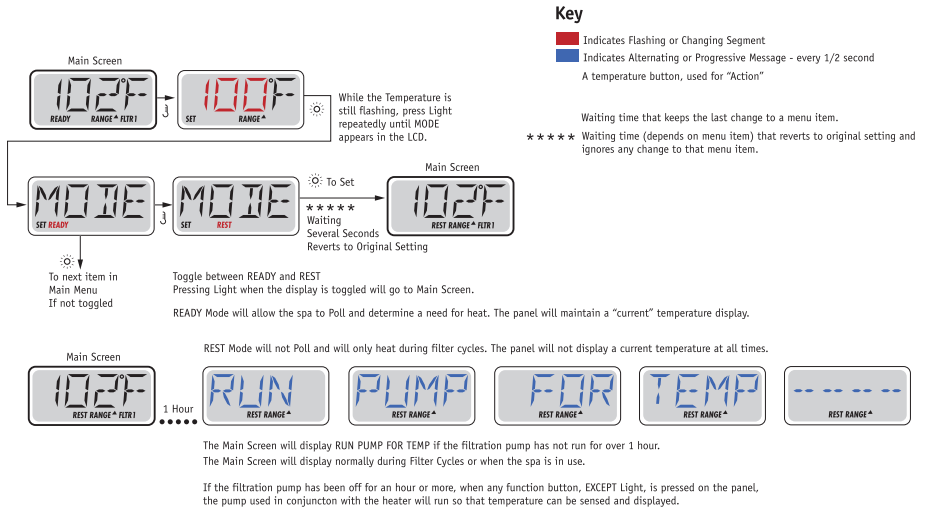 Key
Indicates Flashing or Changing Segment
Indicates Alternating or Progressive Message - every 1/2 second
A temperature button, used for “Action”
Waiting time that keeps the last change to a menu item.
***** Waiting time (depends on menu item) that reverts to original setting and
ignores any change to that menu item.
Main Screen
102°F
READY RANGE FLTR1
100°F
SET RANGE
While the Temperature is
still flashing, press Light
repeatedly until MODE
appears in the LCD.
MODE
SET READY
MODE
SET REST
To Set
*****
Waiting
Several Seconds
Reverts to Original Setting
Main Screen
102°F
REST RANGE FLTR1
To next item in
Main Menu
If not toggled
Toggle between READY and REST
Pressing Light when the display is toggled will go to Main Screen.
READY Mode will allow the spa to Poll and determine a need for heat. The panel will maintain a “current” temperature display.
REST Mode will not Poll and will only heat during filter cycles. The panel will not display a current temperature at all times.
Main Screen
102°F
REST RANGE FLTR1
1 Hour
RUN
REST RANGE
PUMP
REST RANGE
FOR
REST RANGE
TEMP
REST RANGE
-----
REST RANGE
The Main Screen will display RUN PUMP FOR TEMP if the filtration pump has not run for over 1 hour.
The Main Screen will display normally during Filter Cycles or when the spa is in use.
If the filtration pump has been off for an hour or more, when any function button, EXCEPT Light, is pressed on the panel,
the pump used in conjuncton with the heater will run so that temperature can be sensed and displayed.